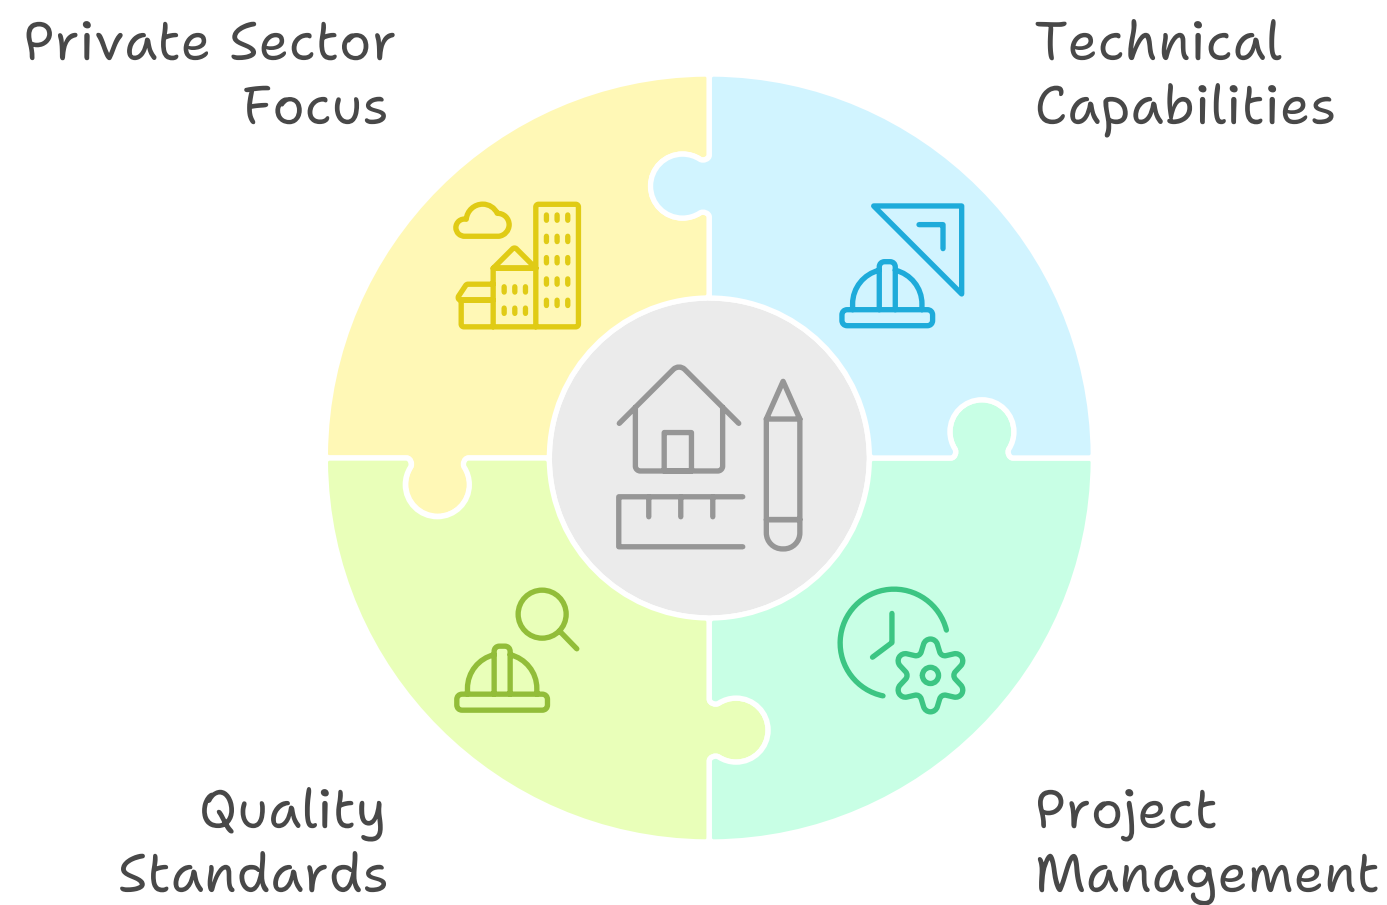 Private Sector
Focus
Technical
Capabilities
Quality
Standards
Project
Management